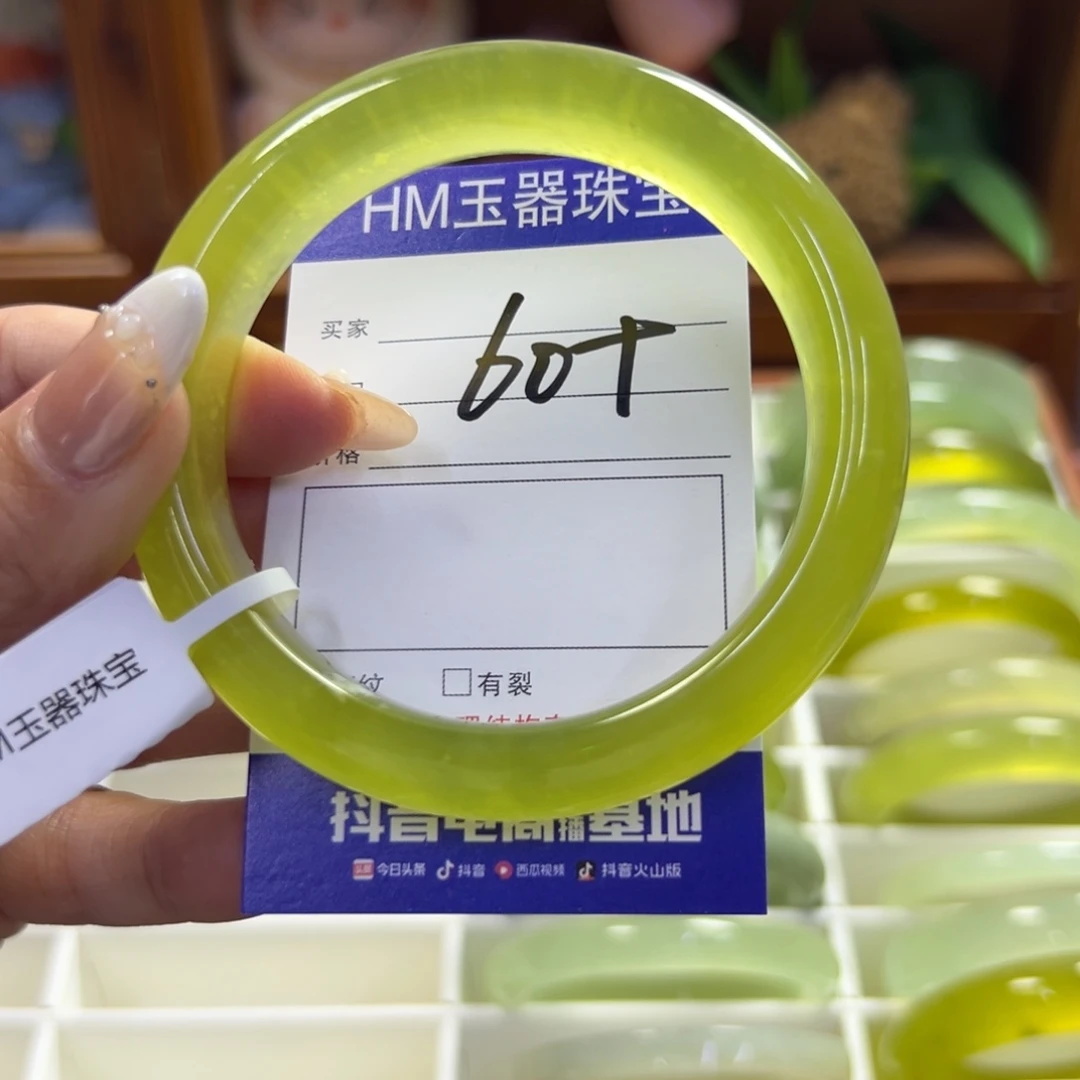 HM玉器珠宝
买家
60+
价格
□有裂
玉器珠宝
抖音电商直播基地
今日头条 抖音 西瓜视频 抖音火山版